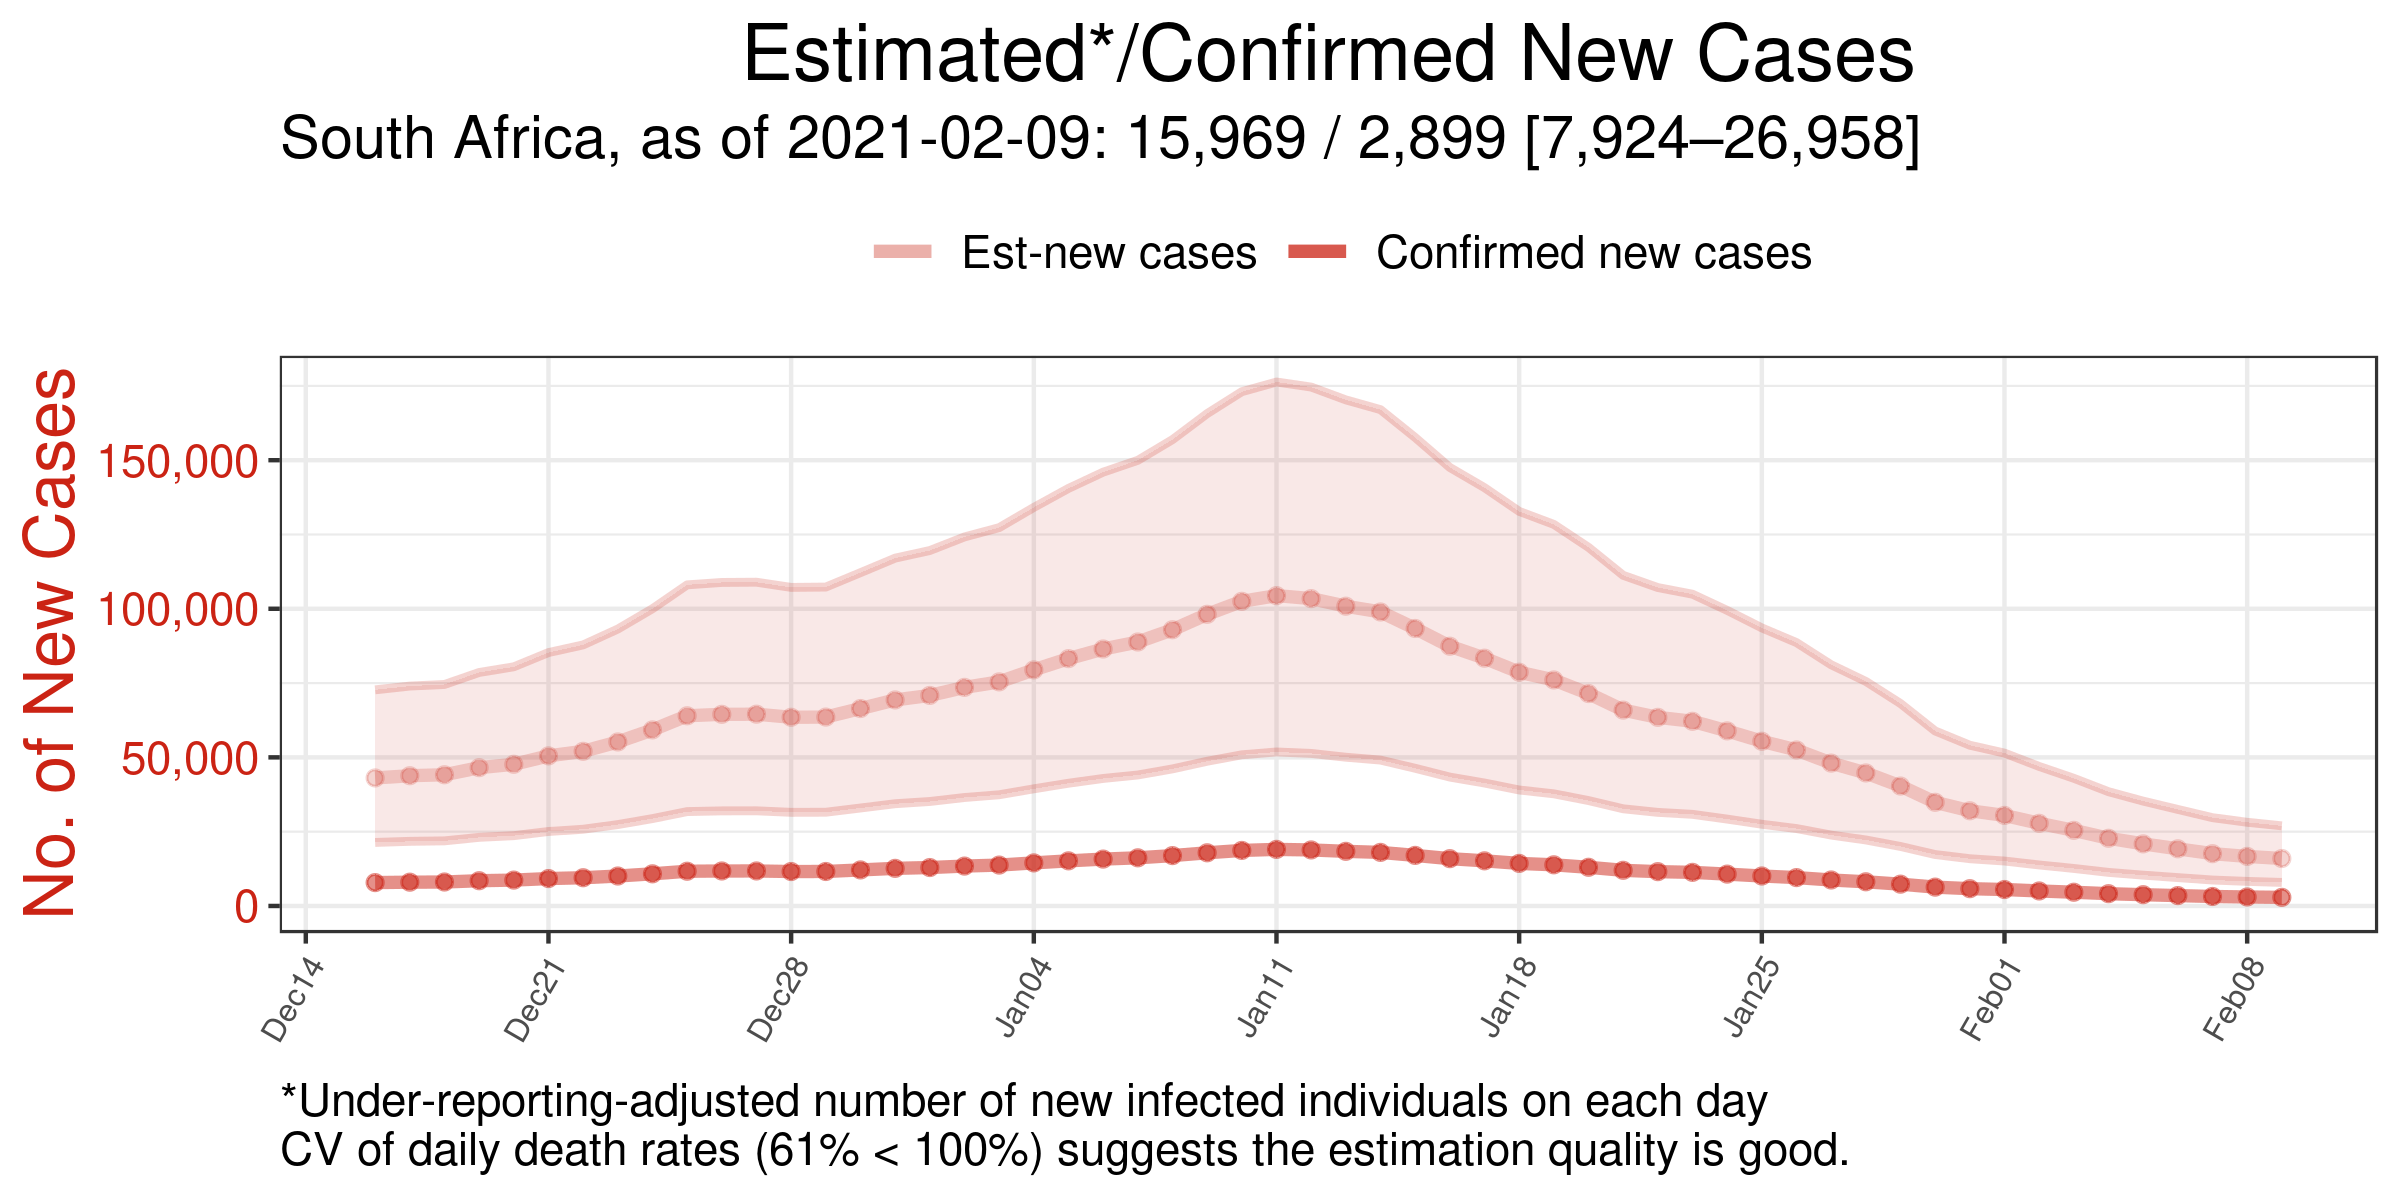 Estimated*/Confirmed New Cases
South Africa, as of 2021-02-09: 15,969 / 2,899 [7,924–26,958]
Est-new cases
Confirmed new cases
No. of New Cases
150,000
100,000
50,000
0
Dec14
Dec21
Dec28
Jan04
Jan11
Jan18
Jan25
Feb01
Feb08
*Under-reporting-adjusted number of new infected individuals on each day
CV of daily death rates (61% < 100%) suggests the estimation quality is good.